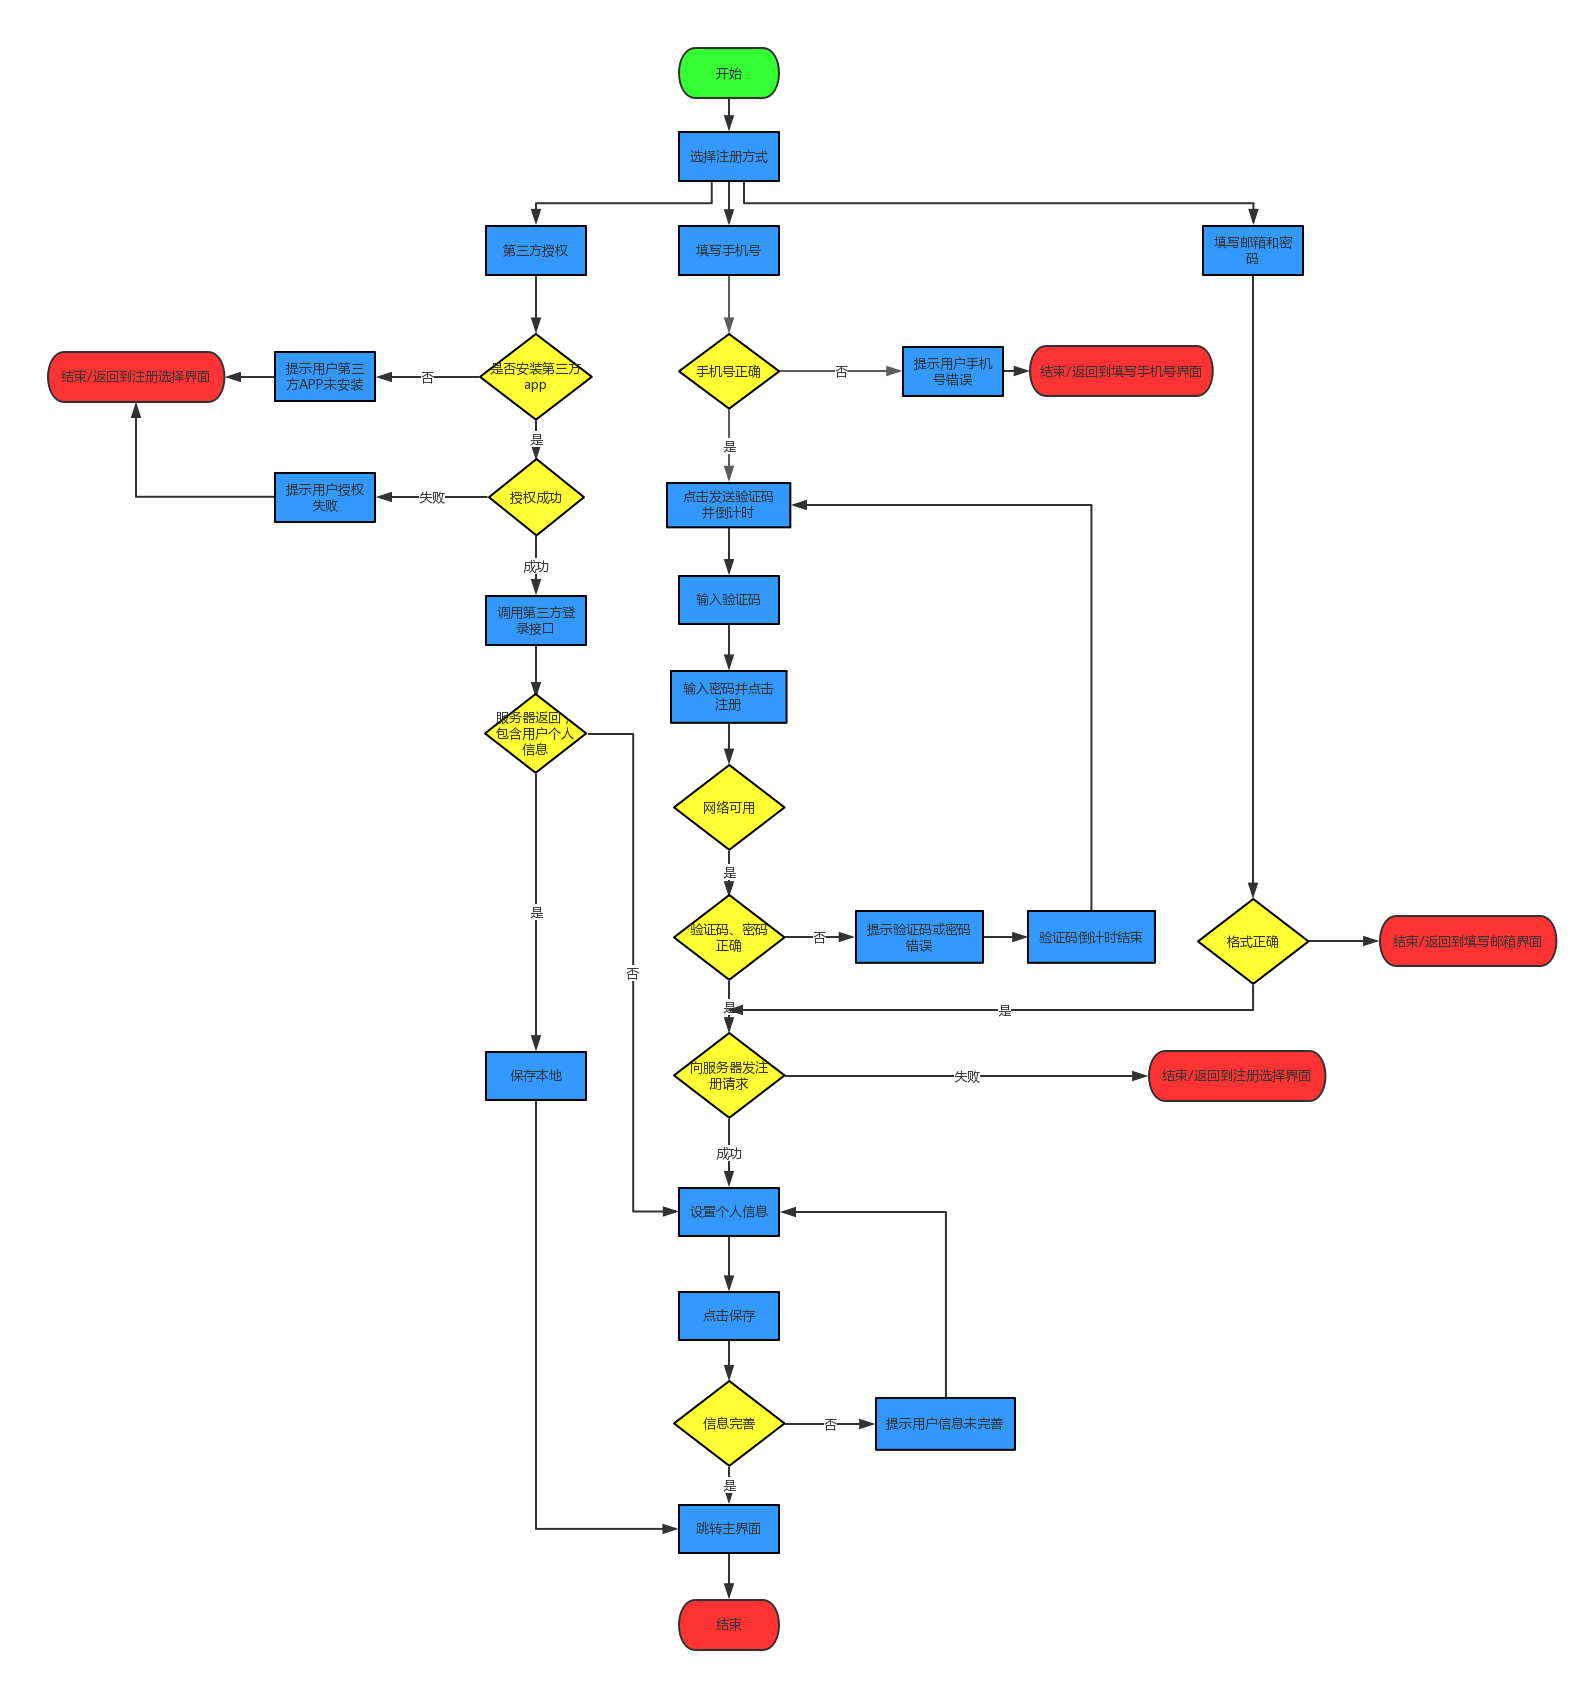 开始
选择注册方式
第三方授权
填写手机号
填写邮箱和密
码
结束/返回到注册选择界面
提示用户第三
方APP未安装
否
是否安装第三方
app
手机号正确
否
提示用户手机
号错误
结束/返回到填写手机号界面
是
是
提示用户授权
失败
失败
授权成功
点击发送验证码
并倒计时
成功
输入验证码
调用第三方登
录接口
输入密码并点击
注册
服务器返回，
包含用户个人
信息
网络可用
是
是
验证码、密码
正确
否
提示验证码或密码
错误
验证码倒计时结束
格式正确
结束/返回到填写邮箱界面
否
是
是
保存本地
向服务器发注
册请求
失败
结束/返回到注册选择界面
成功
设置个人信息
点击保存
信息完善
否
提示用户信息未完善
是
跳转主界面
结束